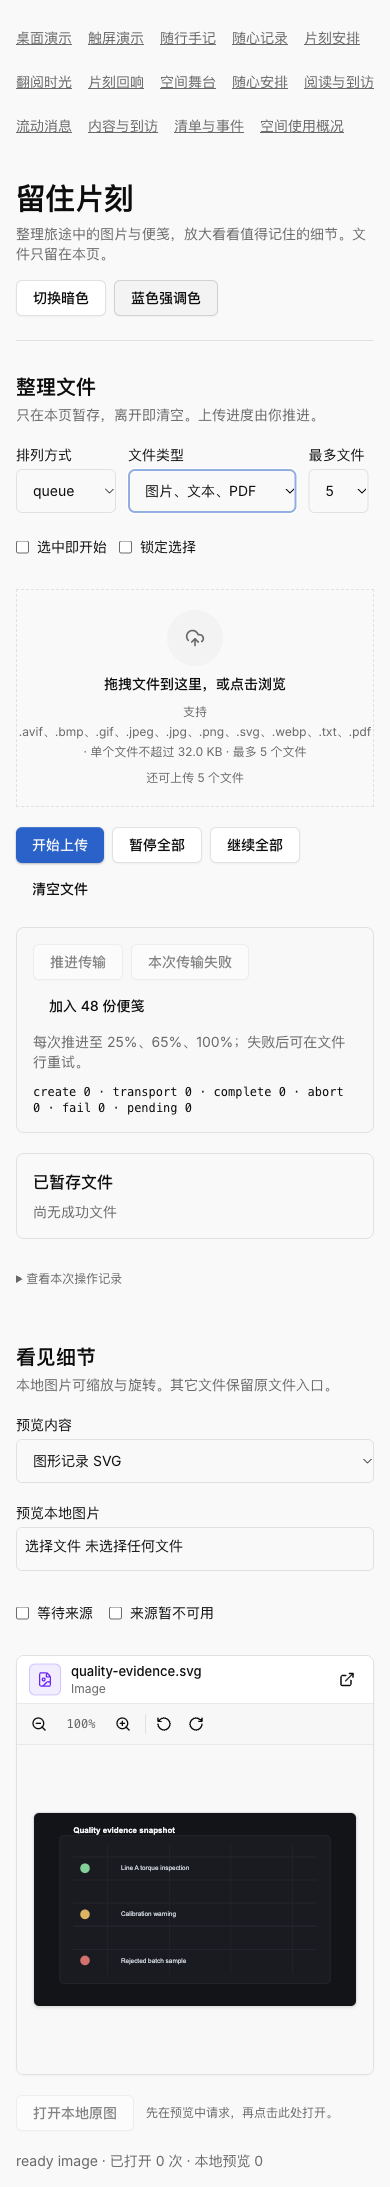 桌面演示 触屏演示 随行手记 随心记录 片刻安排
翻阅时光 片刻回响 空间舞台 随心安排 阅读与到访
流动消息 内容与到访 清单与事件 空间使用概况
留住片刻
整理旅途中的图片与便笺，放大看看值得记住的细节。文
件只留在本页。
切换暗色 蓝色强调色
整理文件
只在本页暂存，离开即清空。上传进度由你推进。
排列方式 文件类型 最多文件
queue 图片、文本、PDF 5
选中即开始 锁定选择
拖拽文件到这里，或点击浏览
支持
.avif、.bmp、.gif、.jpeg、.jpg、.png、.svg、.webp、.txt、.pdf
· 单个文件不超过 32.0 KB · 最多 5 个文件
还可上传 5 个文件
开始上传 暂停全部 继续全部
清空文件
推进传输 本次传输失败
加入 48 份便笺
每次推进至 25%、65%、100%；失败后可在文件
行重试。
create 0 · transport 0 · complete 0 · abort
0 · fail 0 · pending 0
已暂存文件
尚无成功文件
查看本次操作记录
看见细节
本地图片可缩放与旋转。其它文件保留原文件入口。
预览内容
图形记录 SVG
预览本地图片
选择文件 未选择任何文件
等待来源 来源暂不可用
quality-evidence.svg
Image
100%
Quality evidence snapshot
Line A torque inspection
Calibration warning
Rejected batch sample
打开本地原图 先在预览中请求，再点击此处打开。
ready image · 已打开 0 次 · 本地预览 0